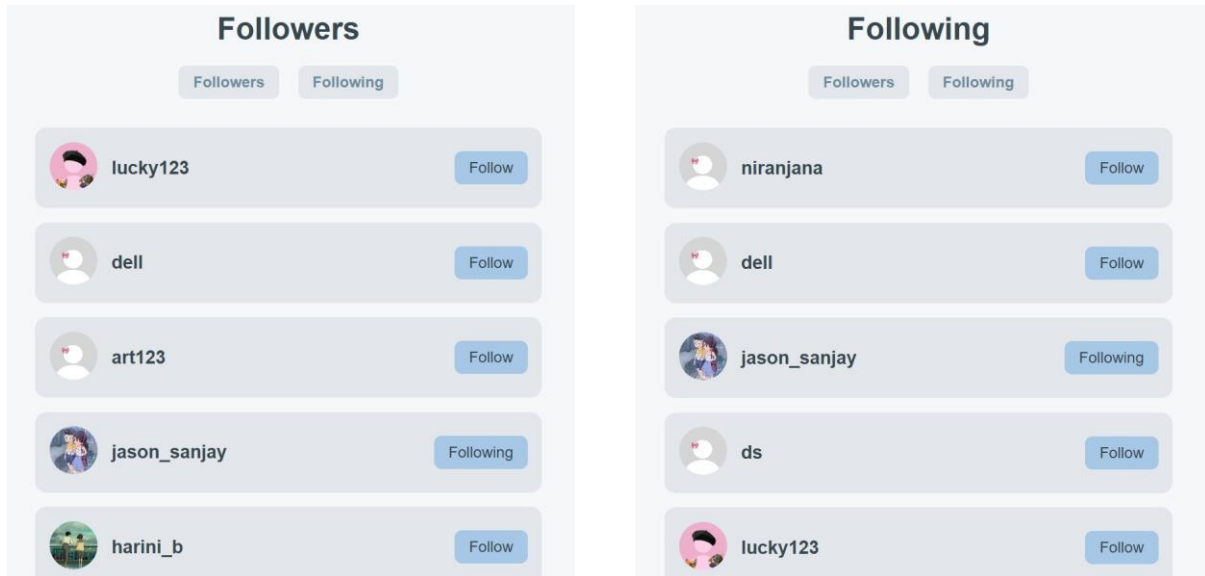 Followers
Followers Following
lucky123 Follow
dell Follow
art123 Follow
jason_sanjay Following
harini_b Follow
Following
Followers Following
niranjana Follow
dell Follow
jason_sanjay Following
ds Follow
lucky123 Follow